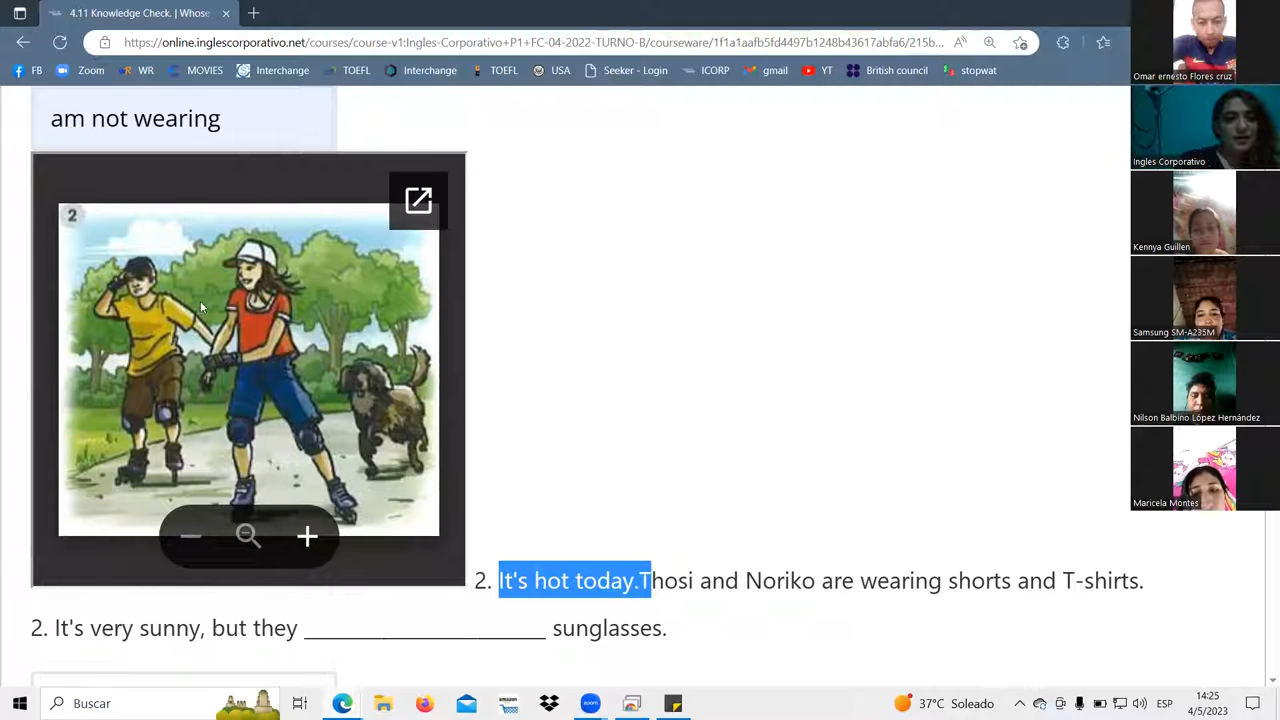 4.11 Knowledge Check. | Whose
https://online.inglescorporativo.net/courses/course-v1:Ingles-Corporativo+P1+FC-04-2022-TURNO-B/courseware/1f1a1aafb5fd4497b1248b43617abfa6/215b...
FB Zoom WR MOVIES Interchange TOEFL Interchange TOEFL USA Seeker - Login ICORP gmail YT British council stopwat
am not wearing
2
2. It's hot today.Thosi and Noriko are wearing shorts and T-shirts.
2. It's very sunny, but they ____________________ sunglasses.
Omar ernesto Flores cruz
Ingles Corporativo
Kennya Guillen
Samsung SM-A235M
Nilson Balbino López Hernández
Maricela Montes
Buscar
37°C Soleado
ESP
14:25
4/5/2023